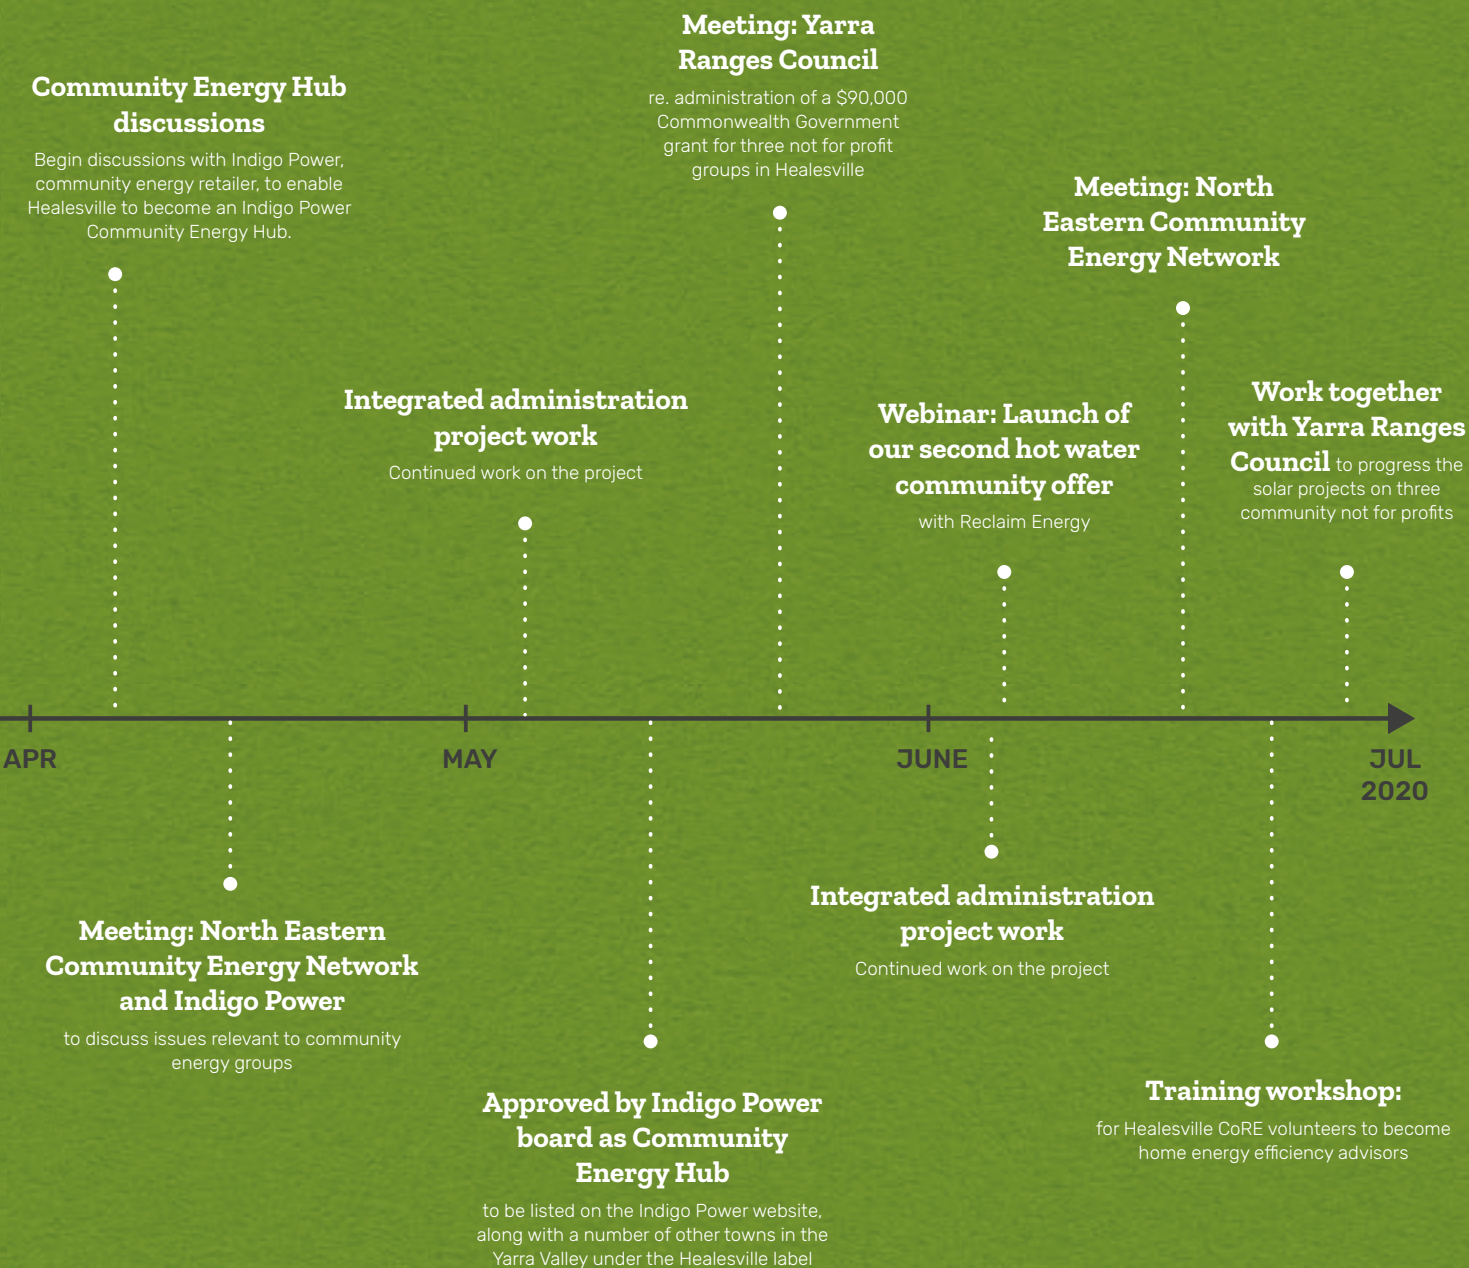 Community Energy Hub
discussions
Begin discussions with Indigo Power,
community energy retailer, to enable
Healesville to become an Indigo Power
Community Energy Hub.
Integrated administration
project work
Continued work on the project
Meeting: Yarra
Ranges Council
re. administration of a $90,000
Commonwealth Government
grant for three not for profit
groups in Healesville
Webinar: Launch of
our second hot water
community offer
with Reclaim Energy
Meeting: North
Eastern Community
Energy Network
Work together
with Yarra Ranges
Council to progress the
solar projects on three
community not for profits
APR
MAY
JUNE
JUL
2020
Meeting: North Eastern
Community Energy Network
and Indigo Power
to discuss issues relevant to community
energy groups
Approved by Indigo Power
board as Community
Energy Hub
to be listed on the Indigo Power website,
along with a number of other towns in the
Yarra Valley under the Healesville label
Integrated administration
project work
Continued work on the project
Training workshop:
for Healesville CoRE volunteers to become
home energy efficiency advisors